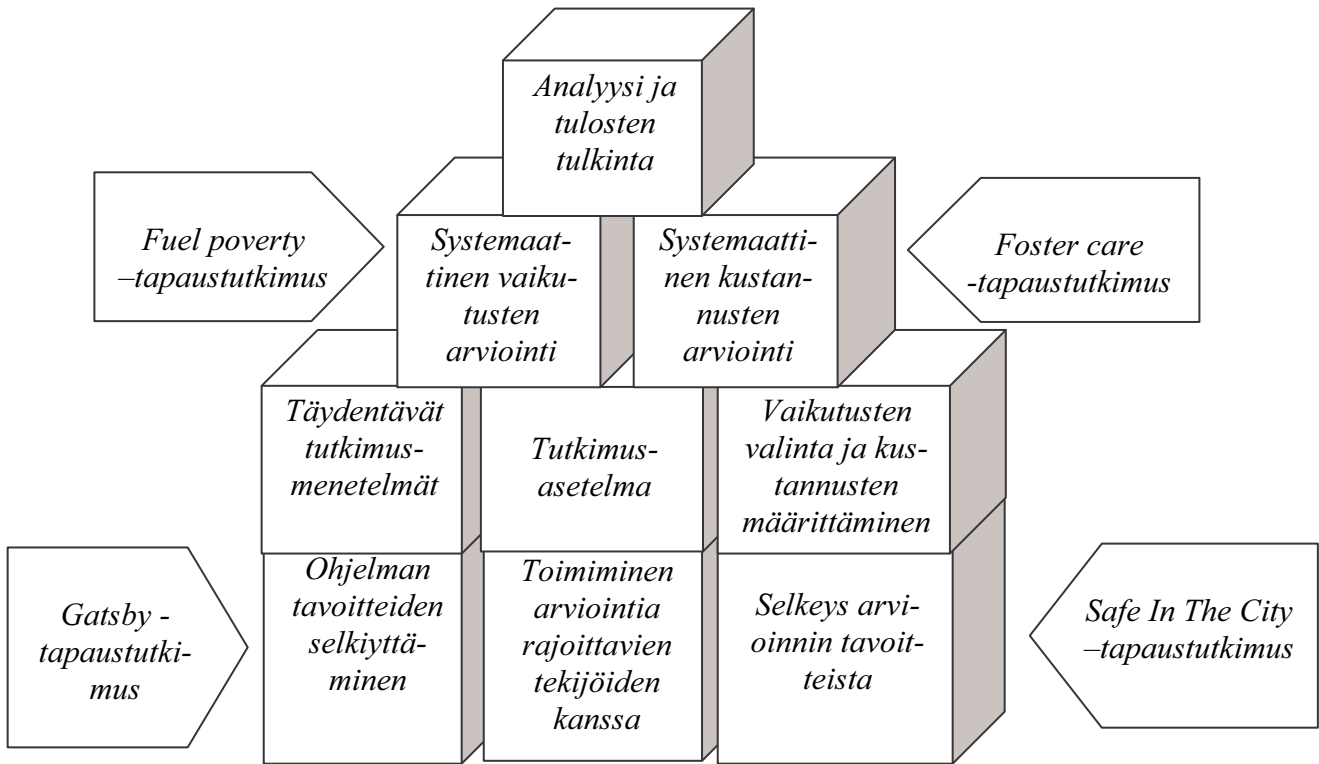 Analyysi ja
tulosten
tulkinta
Fuel poverty
–tapaustutkimus
Systemaat-
tinen vaiku-
tusten
arviointi
Systemaatti-
nen kustan-
nusten
arviointi
Foster care
-tapaustutkimus
Täydentävät
tutkimus-
menetelmät
Tutkimus-
asetelma
Vaikutusten
valinta ja kus-
tannusten
määrittäminen
Gatsby -
tapaustutki-
mus
Ohjelman
tavoitteiden
selkiyttä-
minen
Toimiminen
arviointia
rajoittavien
tekijöiden
kanssa
Selkeys arvi-
oinnin tavoit-
teista
Safe In The City
–tapaustutkimus